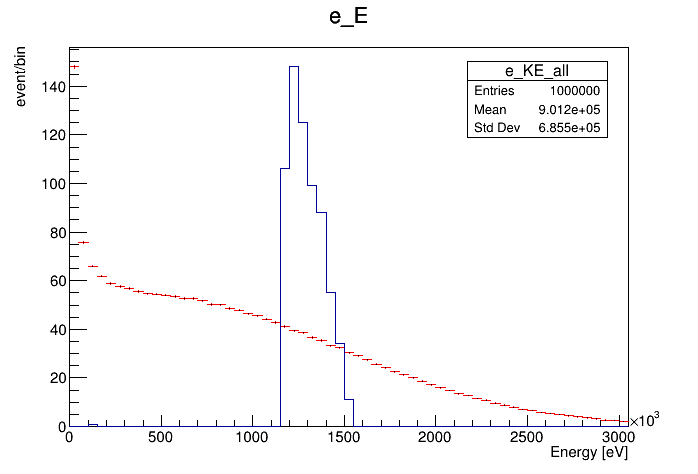 e_E
event/bin
e_KE_all
Entries 1000000
Mean 9.012e+05
Std Dev 6.855e+05
140
120
100
80
60
40
20
0
0 500 1000 1500 2000 2500 3000 ×10³
Energy [eV]